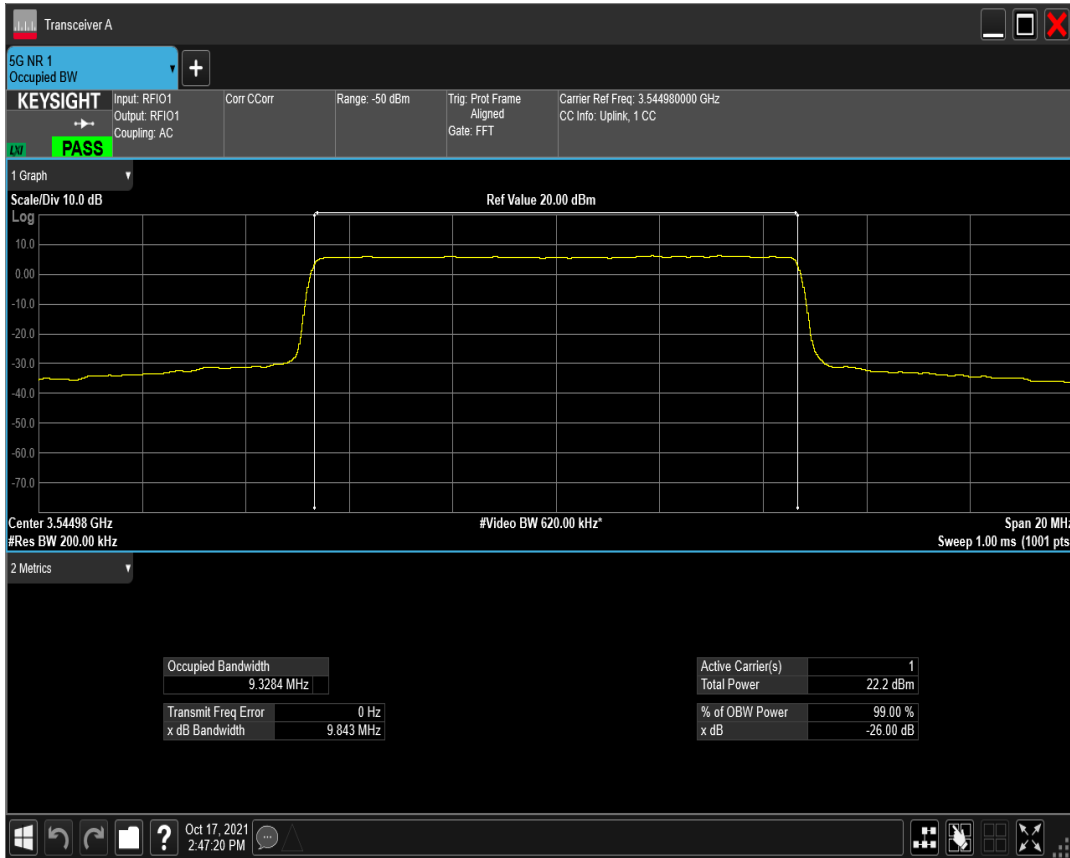 Transceiver A
5G NR 1
Occupied BW
+
KEYSIGHT
LXI
PASS
Input: RFIO1
Output: RFIO1
Coupling: AC
Corr CCorr
Range: -50 dBm
Trig: Prot Frame
Aligned
Gate: FFT
Carrier Ref Freq: 3.544980000 GHz
CC Info: Uplink, 1 CC
1 Graph
Scale/Div 10.0 dB
Ref Value 20.00 dBm
Log
10.0
0.00
-10.0
-20.0
-30.0
-40.0
-50.0
-60.0
-70.0
Center 3.54498 GHz
#Video BW 620.00 kHz*
Span 20 MHz
#Res BW 200.00 kHz
Sweep 1.00 ms (1001 pts
2 Metrics
Occupied Bandwidth
9.3284 MHz
Transmit Freq Error 0 Hz
x dB Bandwidth 9.843 MHz
Active Carrier(s) 1
Total Power 22.2 dBm
% of OBW Power 99.00 %
x dB -26.00 dB
?
Oct 17, 2021
2:47:20 PM